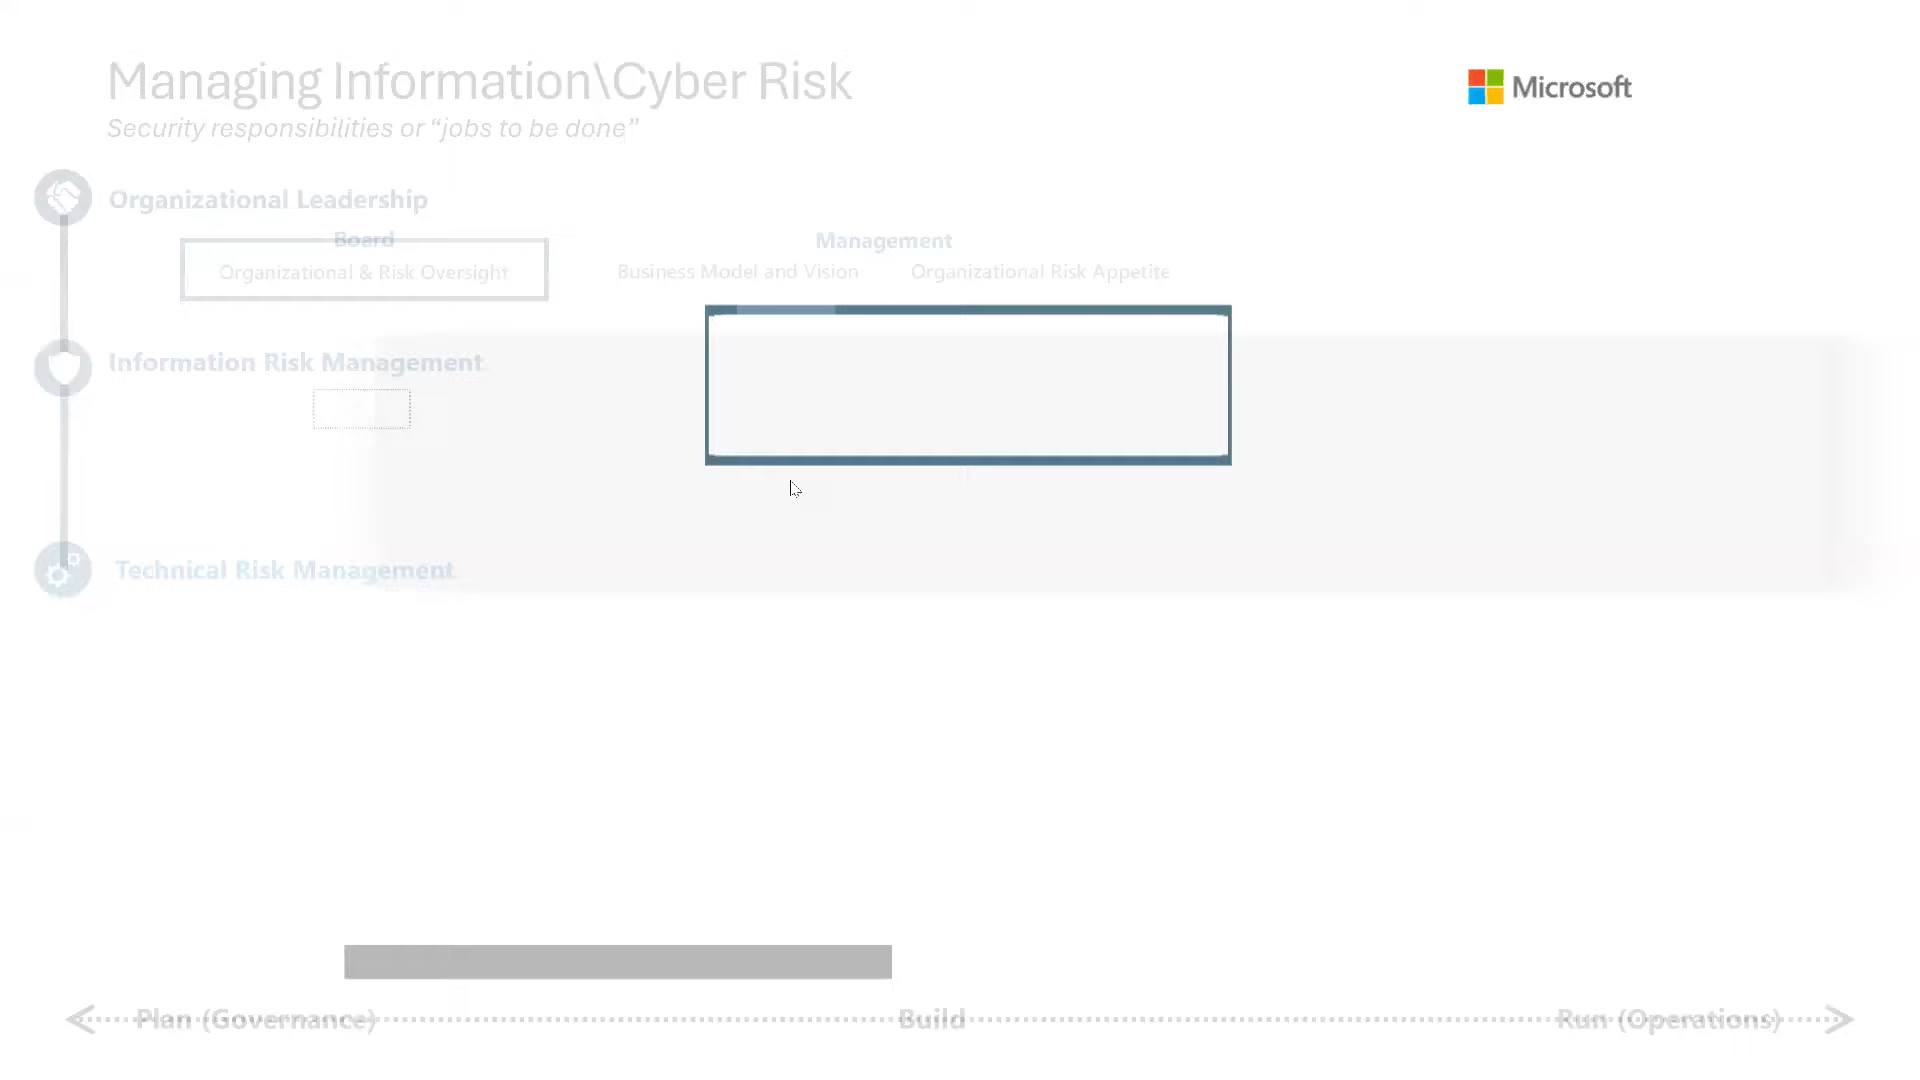 Managing Information\Cyber Risk
Microsoft
Security responsibilities or “jobs to be done”
Organizational Leadership
Board
Management
Organizational & Risk Oversight
Business Model and Vision
Organizational Risk Appetite
Information Risk Management
Technical Risk Management
Plan (Governance)
Build
Run (Operations)